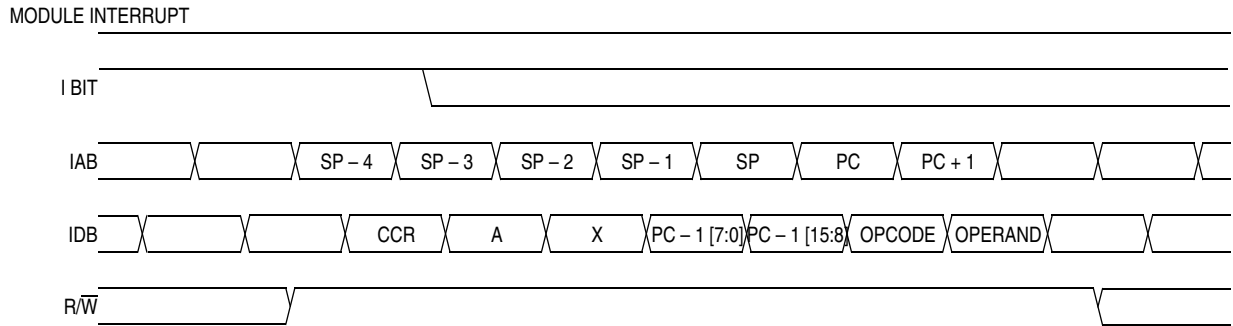 MODULE INTERRUPT
I BIT
IAB SP – 4 SP – 3 SP – 2 SP – 1 SP PC PC + 1
IDB CCR A X PC – 1 [7:0] PC – 1 [15:8] OPCODE OPERAND
R/W̅